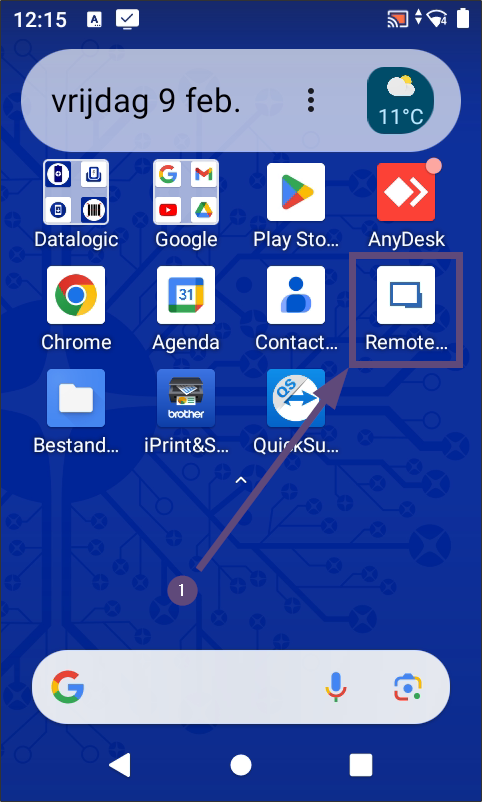 12:15
A
4
vrijdag 9 feb.
11°C
Datalogic
Google
Play Sto...
AnyDesk
31
Chrome
Agenda
Contact...
Remote...
QS
brother
Bestand...
iPrint&S...
QuickSu...
1